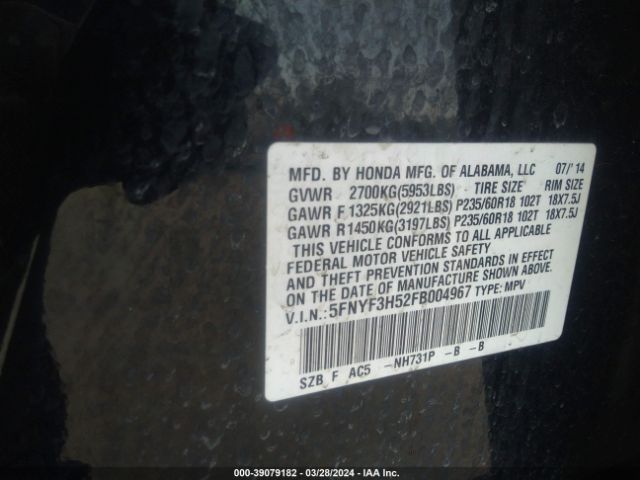 MFD. BY HONDA MFG. OF ALABAMA, LLC 07/'14
GVWR 2700KG(5953LBS) TIRE SIZE RIM SIZE
GAWR F 1325KG(2921LBS) P235/60R18 102T 18X7.5J
GAWR R 1450KG(3197LBS) P235/60R18 102T 18X7.5J
THIS VEHICLE CONFORMS TO ALL APPLICABLE
FEDERAL MOTOR VEHICLE SAFETY
AND THEFT PREVENTION STANDARDS IN EFFECT
ON THE DATE OF MANUFACTURE SHOWN ABOVE.
V.I.N.:5FNYF3H52FB004967 TYPE: MPV
SZB F AC5 -NH731P -B -B
000-39079182 - 03/28/2024 - IAA Inc.